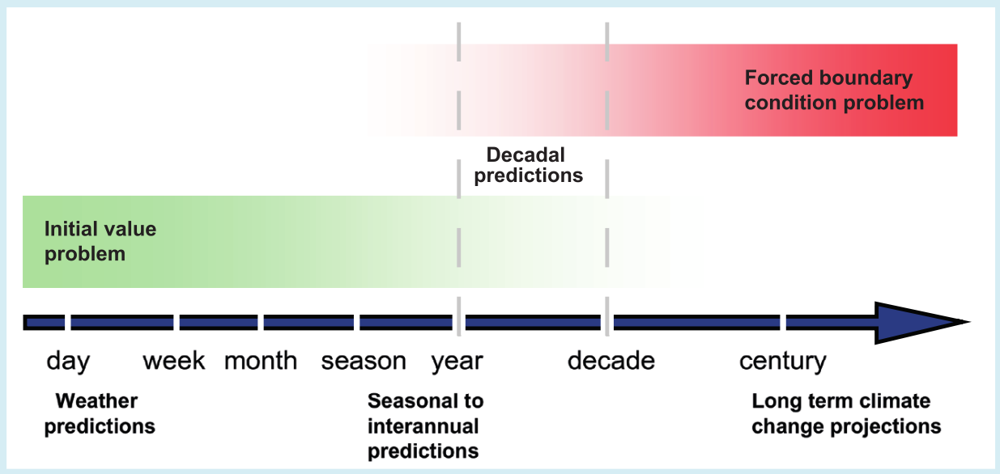 Forced boundary
condition problem
Decadal
predictions
Initial value
problem
day week month season year decade century
Weather
predictions
Seasonal to
interannual
predictions
Long term climate
change projections